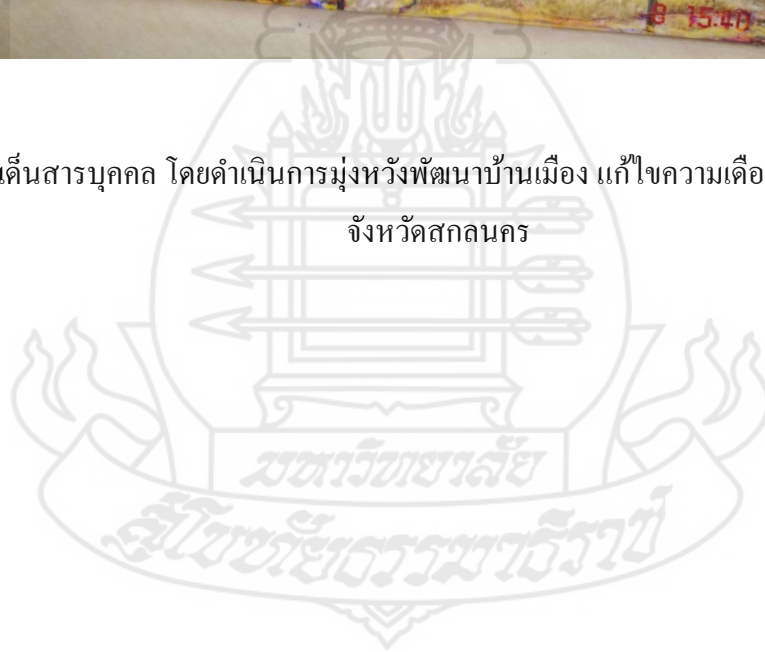 8 15:40
เด็นสารบุคคล โดยดำเนินการมุ่งหวังพัฒนาบ้านเมือง แก้ไขความเดือ
จังหวัดสกลนคร
มหาวิทยาลัย
สุโขทัยธรรมาธิราช